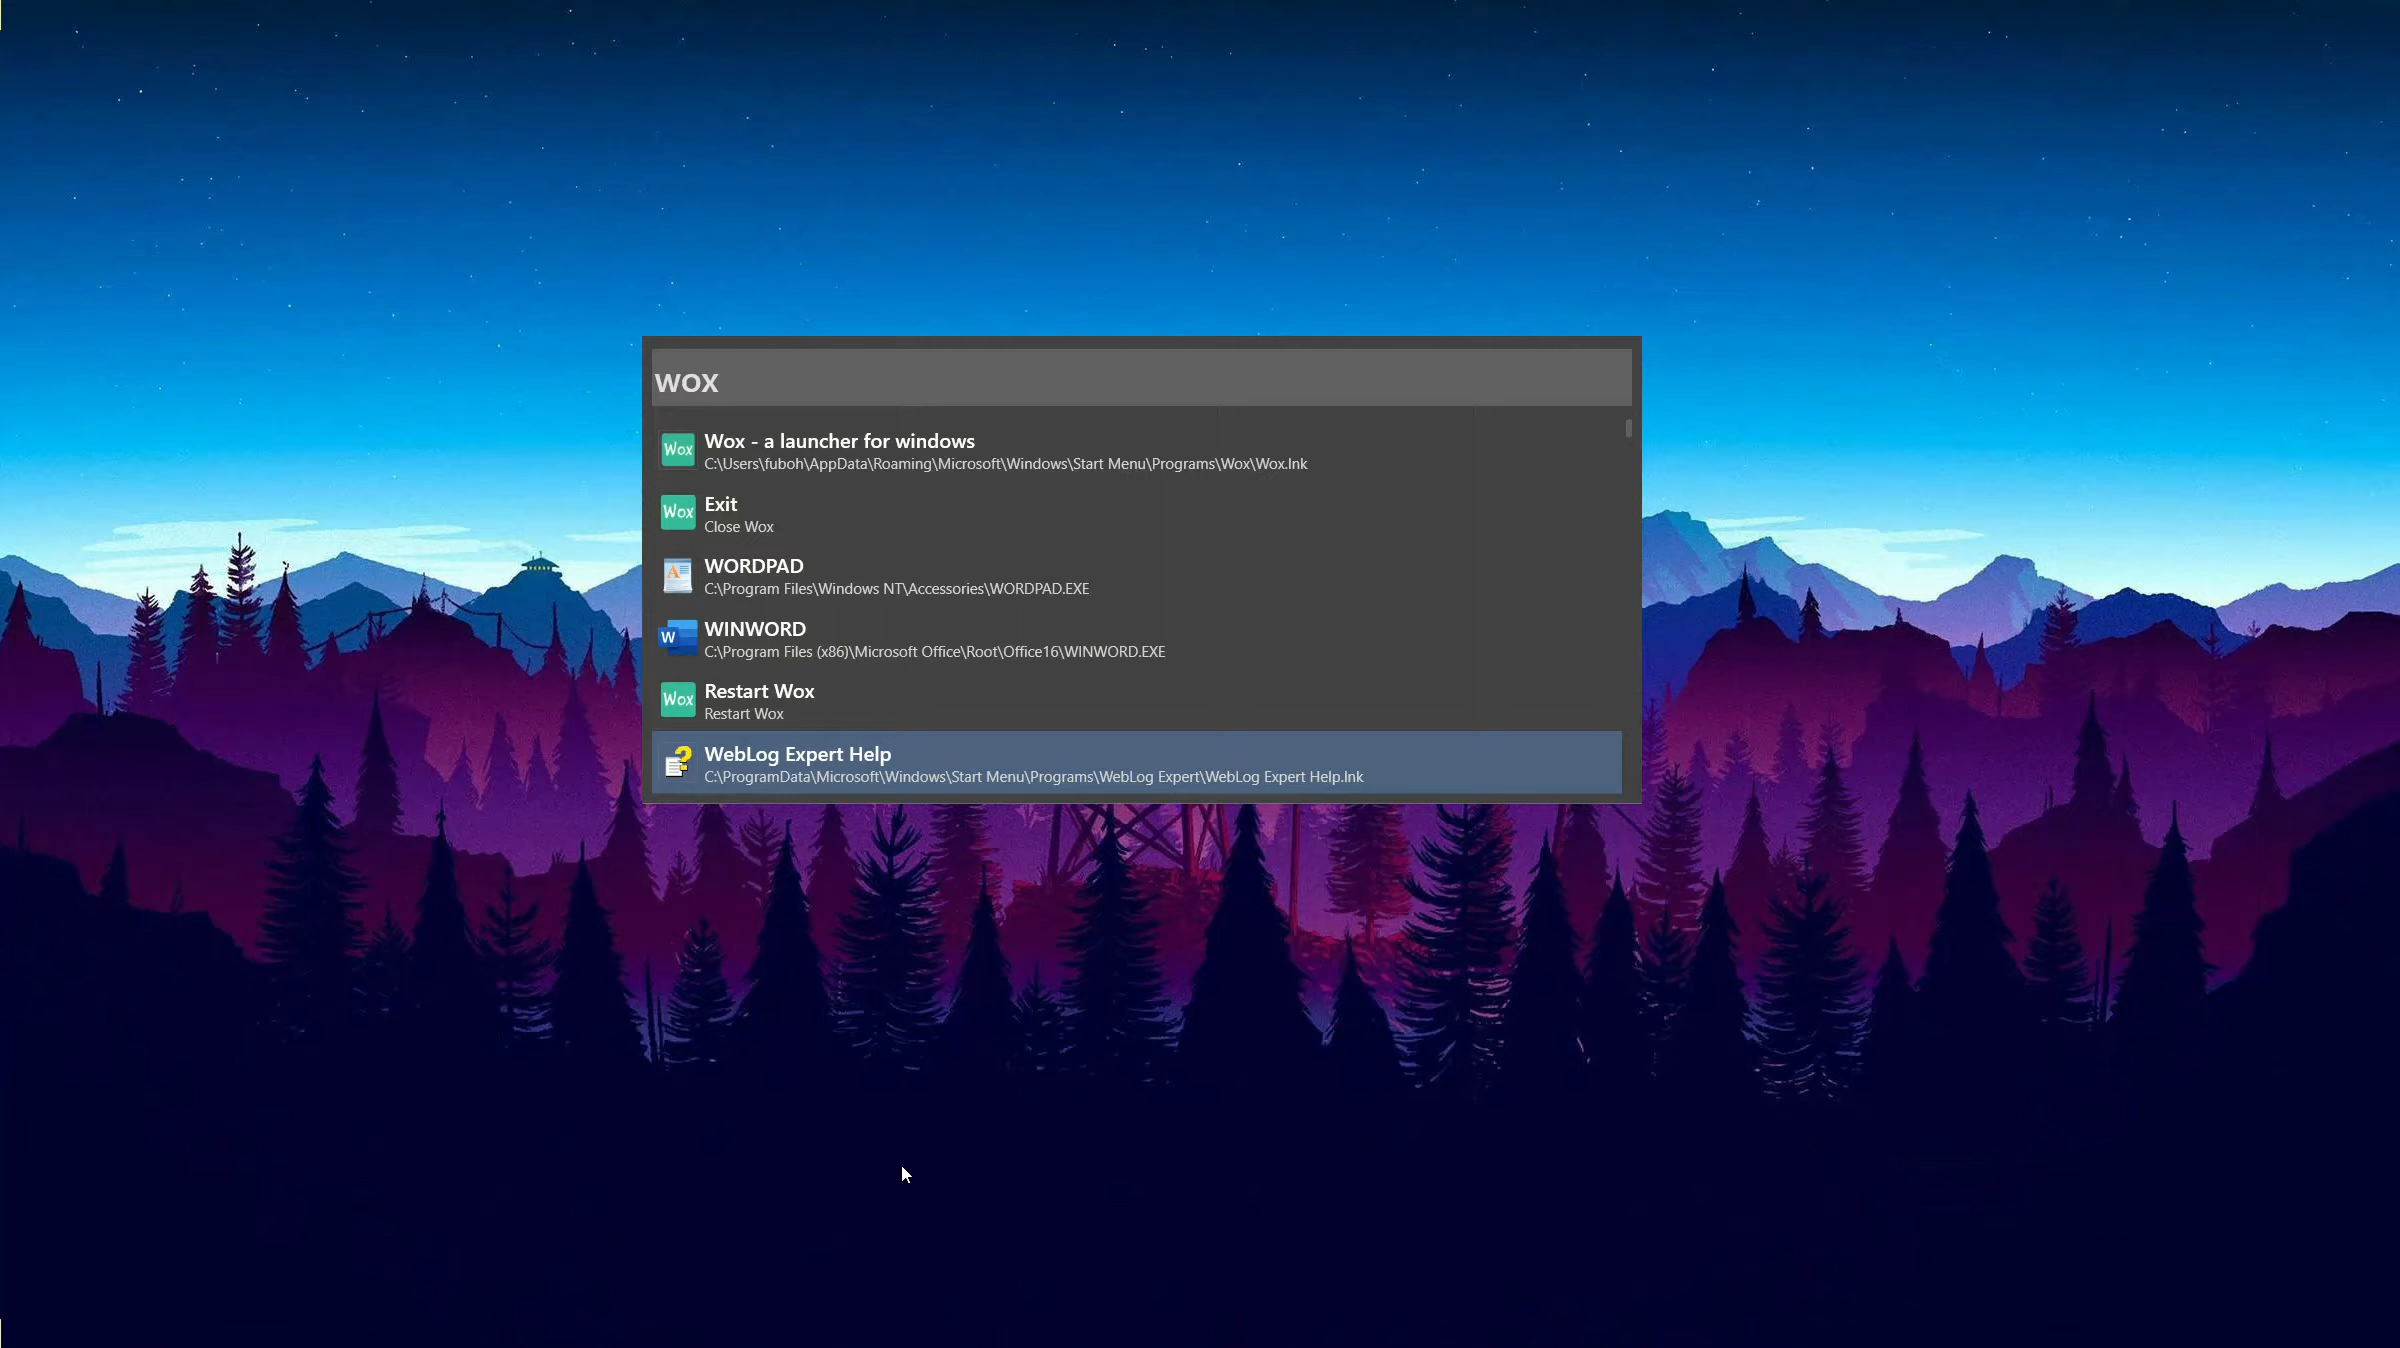 wox
Wox
Wox - a launcher for windows
C:\Users\fuboh\AppData\Roaming\Microsoft\Windows\Start Menu\Programs\Wox\Wox.lnk
Wox
Exit
Close Wox
A
WORDPAD
C:\Program Files\Windows NT\Accessories\WORDPAD.EXE
W
WINWORD
C:\Program Files (x86)\Microsoft Office\Root\Office16\WINWORD.EXE
Wox
Restart Wox
Restart Wox
?
WebLog Expert Help
C:\ProgramData\Microsoft\Windows\Start Menu\Programs\WebLog Expert\WebLog Expert Help.lnk